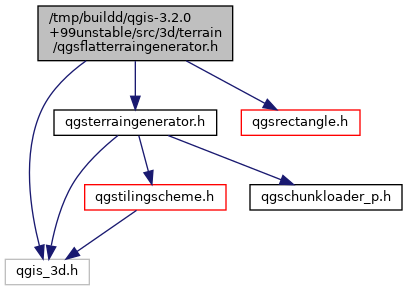 /tmp/buildd/qgis-3.2.0
+99unstable/src/3d/terrain
/qgsflatterraingenerator.h
qgsterraingenerator.h
qgsrectangle.h
qgstilingscheme.h
qgschunkloader_p.h
qgis_3d.h